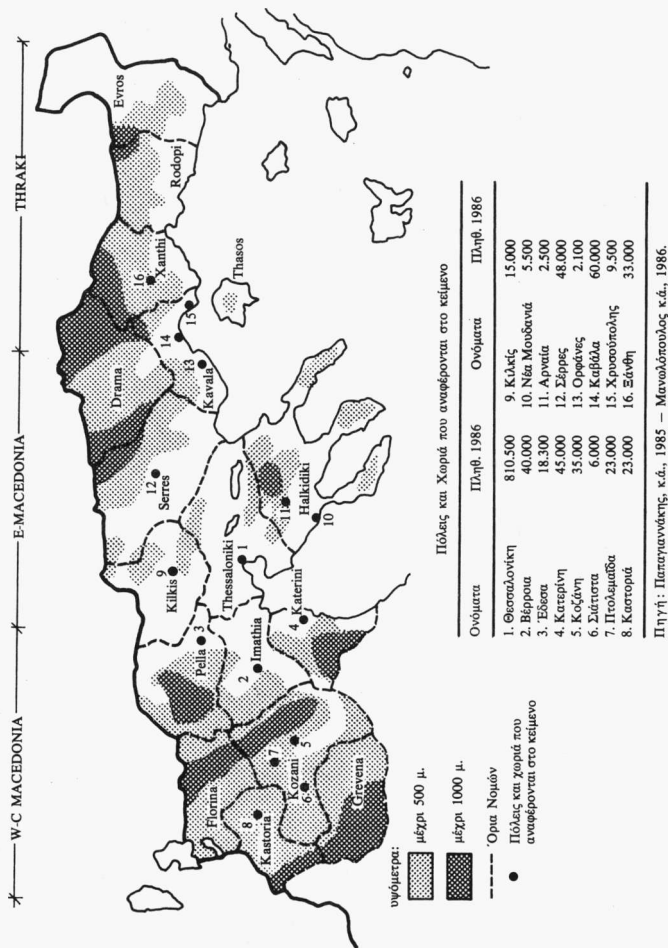 W-C MACEDONIA
E-MACEDONIA
THRAKI
Florina
Kastoria
8
Kozani
7
5
6
Grevena
Pella
3
Imathia
2
4
Katerini
Kilkis
9
Thessaloniki
1
12
Serres
Drama
11
Halkidiki
10
13
Kavala
14
15
Thasos
16
Xanthi
Rodopi
Evros
υψόμετρα:
μέχρι 500 μ.
μέχρι 1000 μ.
Όρια Νομών
Πόλεις και χωριά που
αναφέρονται στο κείμενο
Πόλεις και Χωριά που αναφέρονται στο κείμενο
Ονόματα Πληθ. 1986 Ονόματα Πληθ. 1986
1. Θεσσαλονίκη 810.500 9. Κιλκίς 15.000
2. Βέρροια 40.000 10. Νέα Μουδανιά 5.500
3. Έδεσα 18.300 11. Αρναία 2.500
4. Κατερίνη 45.000 12. Σέρρες 48.000
5. Κοζάνη 35.000 13. Ορφάνες 2.100
6. Σιάτιστα 6.000 14. Καβάλα 60.000
7. Πτολεμαΐδα 23.000 15. Χρυσούπολης 9.500
8. Καστοριά 23.000 16. Ξάνθη 33.000
Πηγή: Παπαγιαννάκης, κ.ά., 1985 – Μανωλόπουλος κ.ά., 1986.